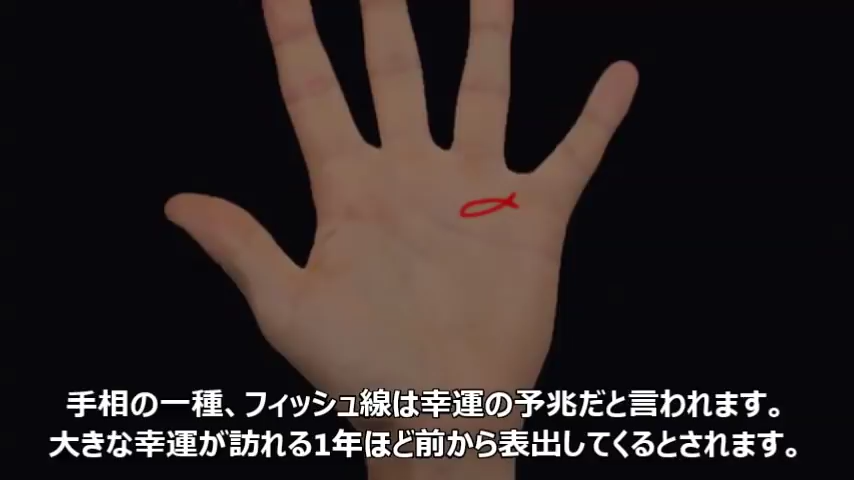 手相の一種、フィッシュ線は幸運の予兆だと言われます。
大きな幸運が訪れる1年ほど前から表出してくるとされます。